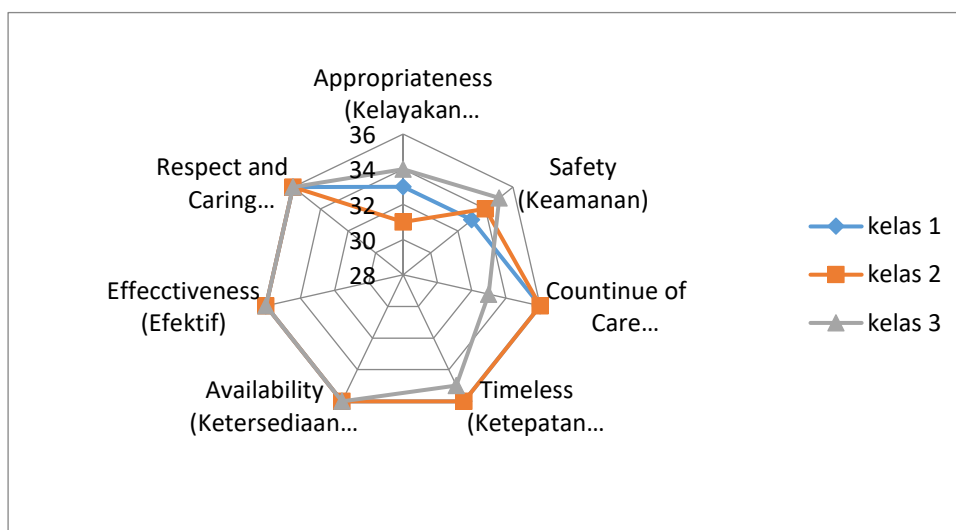 Appropriateness
(Kelayakan...
36
34
32
30
28
Safety
(Keamanan)
Countinue of
Care...
Timeless
(Ketepatan...
Availability
(Ketersediaan...
Effecctiveness
(Efektif)
Respect and
Caring...
kelas 1
kelas 2
kelas 3